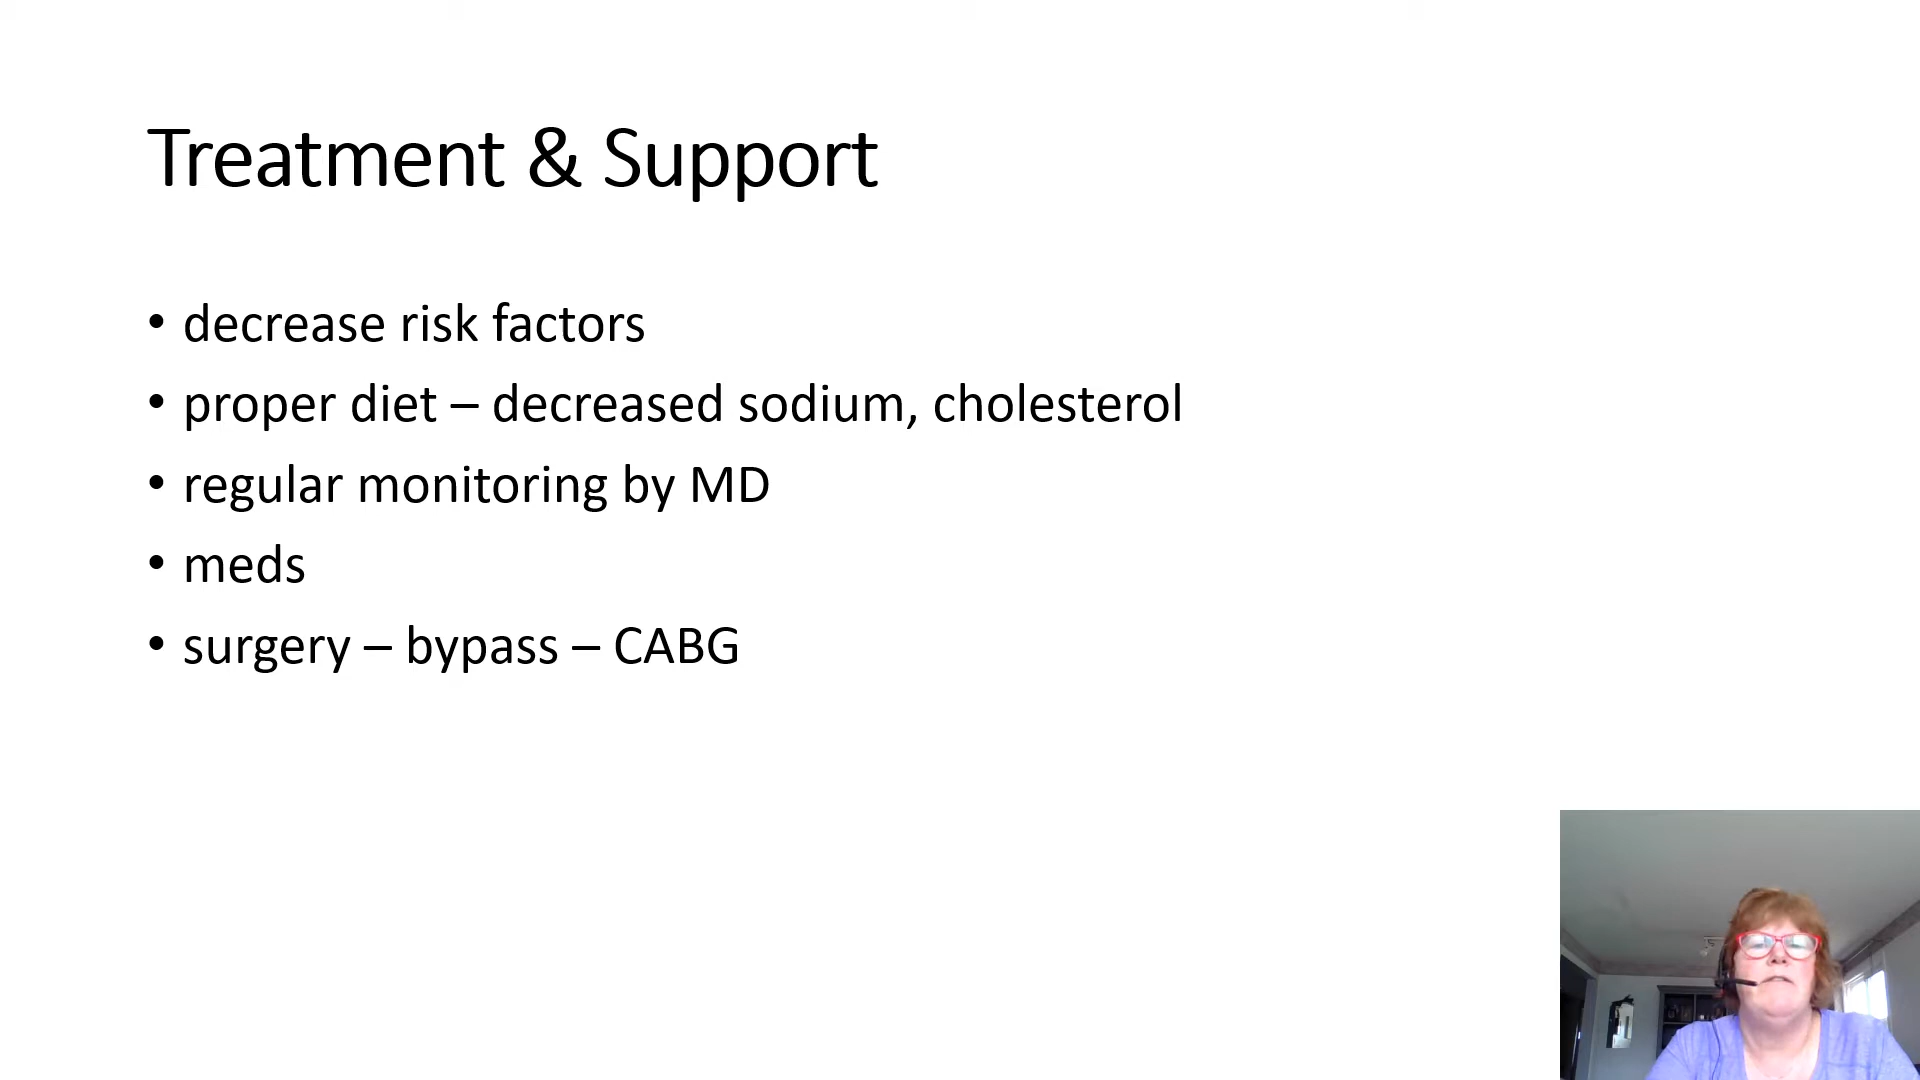 Treatment & Support
• decrease risk factors
• proper diet – decreased sodium, cholesterol
• regular monitoring by MD
• meds
• surgery – bypass – CABG